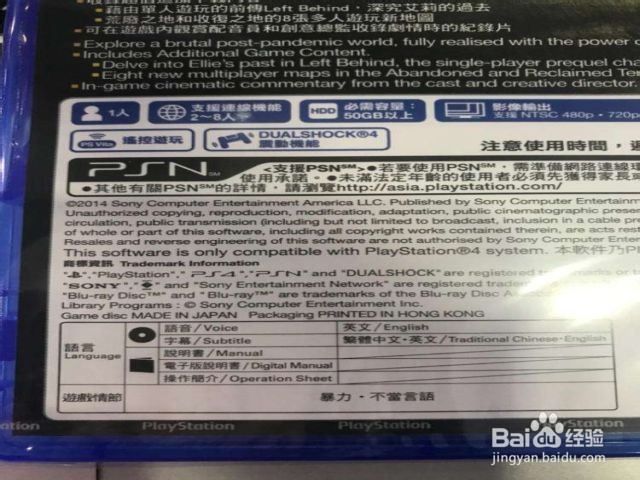 藉由單人遊玩的前傳Left Behind，深究艾莉的過去
荒廢之地和收復之地的8張多人遊玩新地圖
可在遊戲內觀賞配音員和創意總監收錄劇情時的紀錄片
Explore a brutal post-pandemic world, fully realised with the power
Includes Additional Game Content.
Delve into Ellie's past in Left Behind, the single-player prequel
Eight new multiplayer maps in the Abandoned and Reclaimed
In-game cinematic commentary from the cast and creative
1人
支援連線機能 2~8人
HDD 必需容量： 50GB以上
影像輸出 支援 NTSC 480p・720p
PS Vita 遙控遊玩
DUALSHOCK®4 震動機能
注意使用時間，
PSN SM
<支援PSN℠> ●若要使用PSN℠，需準備網路連線
使用承諾。 ●未滿法定年齡的使用者必須先獲得家長或
●其他有關PSN℠的詳情，請瀏覽http://asia.playstation.com/
©2014 Sony Computer Entertainment America LLC. Published by Sony Computer
Unauthorized copying, reproduction, modification, adaptation, public cinematographic
circulation, public transmission (including but not limited to broadcast, inclusion in a cable
of whole or part of this software, including all copyright works contained therein, are acts
Resales and reverse engineering of this software are not authorised by Sony Computer
This software is only compatible with PlayStation®4 system. 本軟件乃
商標資訊 Trademark Information
"PlayStation", "PS4", "PSN" and "DUALSHOCK" are registered
"SONY", " " and "Sony Entertainment Network" are registered
"Blu-ray Disc™" and "Blu-ray™" are trademarks of the Blu-ray Disc
Library Programs : © Sony Computer Entertainment Inc.
Game disc MADE IN JAPAN Packaging PRINTED IN HONG KONG
語言 Language
語音/Voice 英文/English
字幕/Subtitle 繁體中文・英文/Traditional Chinese・English
說明書/Manual
電子版說明書/Digital Manual
操作簡介/Operation Sheet
遊戲情節 暴力・不當言語
PlayStation PlayStation
Baidu经验
jingyan.baidu.com